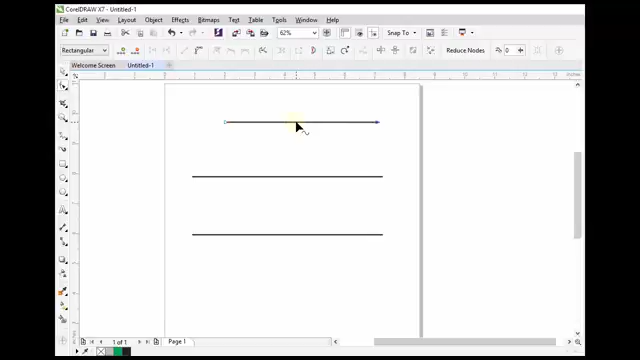 CorelDRAW X7 - Untitled-1
File Edit View Layout Object Effects Bitmaps Text Table Tools Window Help
62% Snap To
Rectangular Reduce Nodes 0
Welcome Screen Untitled-1
1 of 1 Page 1